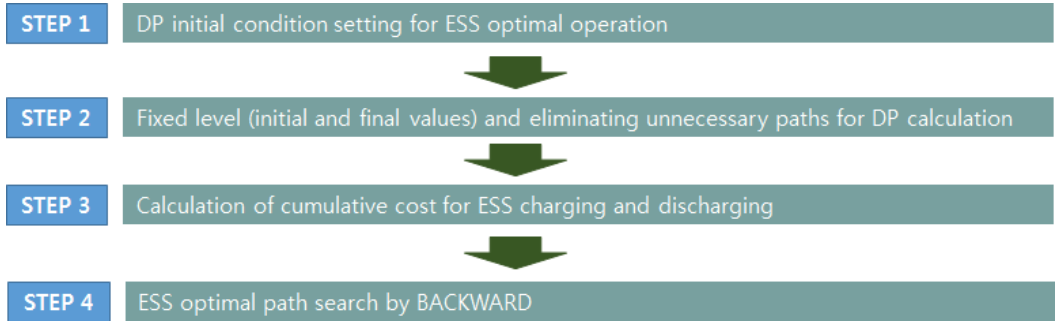 STEP 1 DP initial condition setting for ESS optimal operation
STEP 2 Fixed level (initial and final values) and eliminating unnecessary paths for DP calculation
STEP 3 Calculation of cumulative cost for ESS charging and discharging
STEP 4 ESS optimal path search by BACKWARD